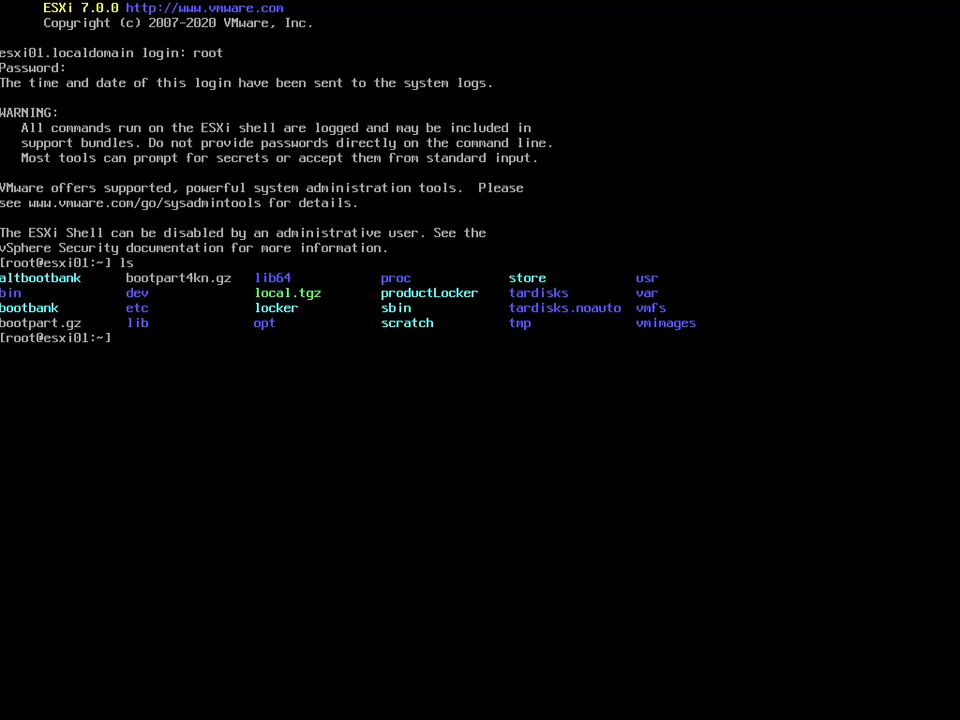 ESXi 7.0.0 http://www.vmware.com
Copyright (c) 2007-2020 VMware, Inc.
esxi01.localdomain login: root
Password:
The time and date of this login have been sent to the system logs.
WARNING:
All commands run on the ESXi shell are logged and may be included in
support bundles. Do not provide passwords directly on the command line.
Most tools can prompt for secrets or accept them from standard input.
VMware offers supported, powerful system administration tools.  Please
see www.vmware.com/go/sysadmintools for details.
The ESXi Shell can be disabled by an administrative user. See the
vSphere Security documentation for more information.
[root@esxi01:~] ls
altbootbank bootpart4kn.gz lib64 proc store usr
bin dev local.tgz productLocker tardisks var
bootbank etc locker sbin tardisks.noauto vmfs
bootpart.gz lib opt scratch tmp vmimages
[root@esxi01:~]